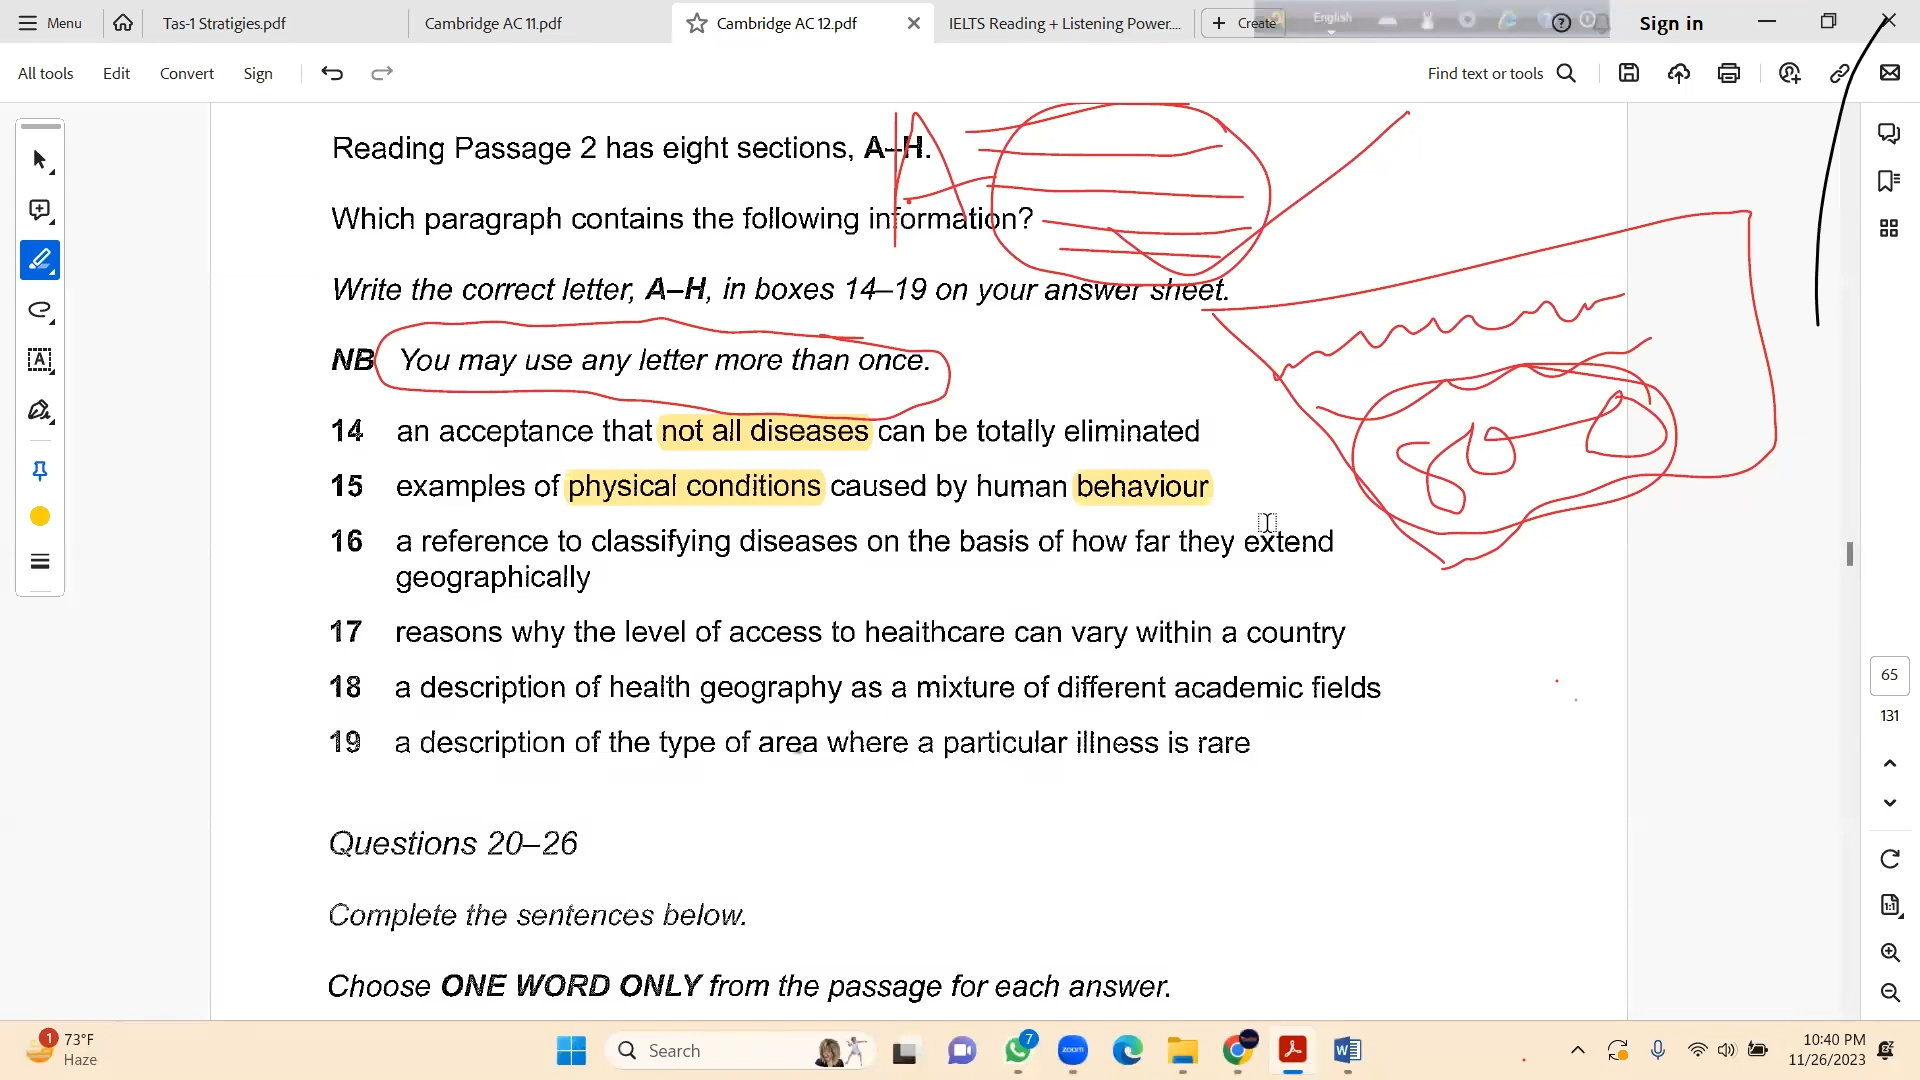 Menu
Tas-1 Stratigies.pdf
Cambridge AC 11.pdf
Cambridge AC 12.pdf
IELTS Reading + Listening Power....
Create
English
Sign in
All tools
Edit
Convert
Sign
Find text or tools
Reading Passage 2 has eight sections, A–H.
A
Which paragraph contains the following information?
Write the correct letter, A–H, in boxes 14–19 on your answer sheet.
NB You may use any letter more than once.
14 an acceptance that not all diseases can be totally eliminated
15 examples of physical conditions caused by human behaviour
16 a reference to classifying diseases on the basis of how far they extend
geographically
17 reasons why the level of access to heaithcare can vary within a country
18 a description of health geography as a mixture of different academic fields
19 a description of the type of area where a particular illness is rare
65
131
Questions 20–26
Complete the sentences below.
Choose ONE WORD ONLY from the passage for each answer.
1
73°F
Haze
Search
7
zoom
10:40 PM
11/26/2023